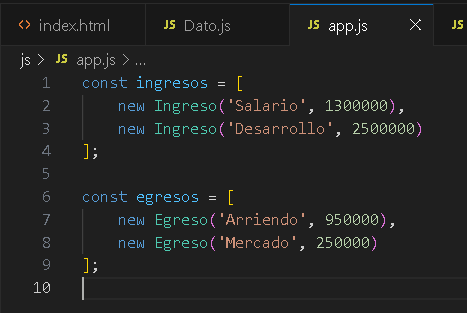 <> index.html JS Dato.js JS app.js × JS
js > JS app.js > ...
1 const ingresos = [
2     new Ingreso('Salario', 1300000),
3     new Ingreso('Desarrollo', 2500000)
4 ];
5
6 const egresos = [
7     new Egreso('Arriendo', 950000),
8     new Egreso('Mercado', 250000)
9 ];
10